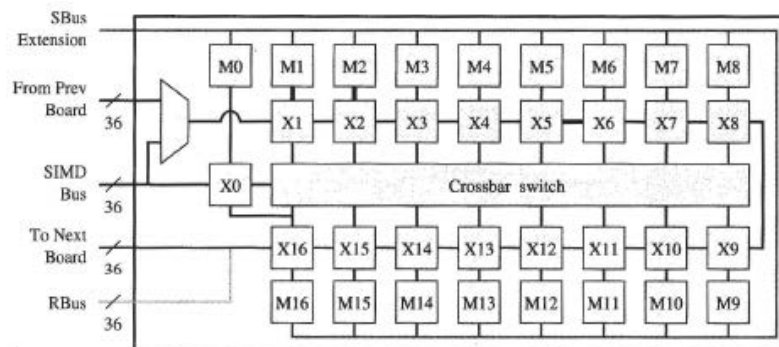 SBus
Extension
M0 M1 M2 M3 M4 M5 M6 M7 M8
From Prev
Board
36
X1 X2 X3 X4 X5 X6 X7 X8
SIMD
Bus
36
X0
Crossbar switch
To Next
Board
36
X16 X15 X14 X13 X12 X11 X10 X9
RBus
36
M16 M15 M14 M13 M12 M11 M10 M9